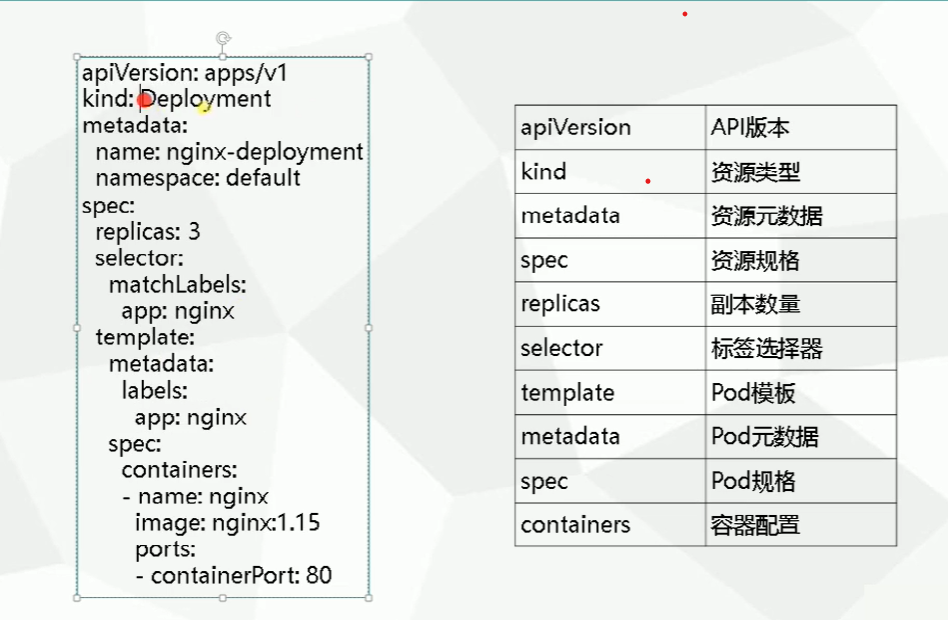 apiVersion: apps/v1
kind: Deployment
metadata:
  name: nginx-deployment
  namespace: default
spec:
  replicas: 3
  selector:
    matchLabels:
      app: nginx
  template:
    metadata:
      labels:
        app: nginx
    spec:
      containers:
      - name: nginx
        image: nginx:1.15
        ports:
        - containerPort: 80
apiVersion API版本
kind 资源类型
metadata 资源元数据
spec 资源规格
replicas 副本数量
selector 标签选择器
template Pod模板
metadata Pod元数据
spec Pod规格
containers 容器配置